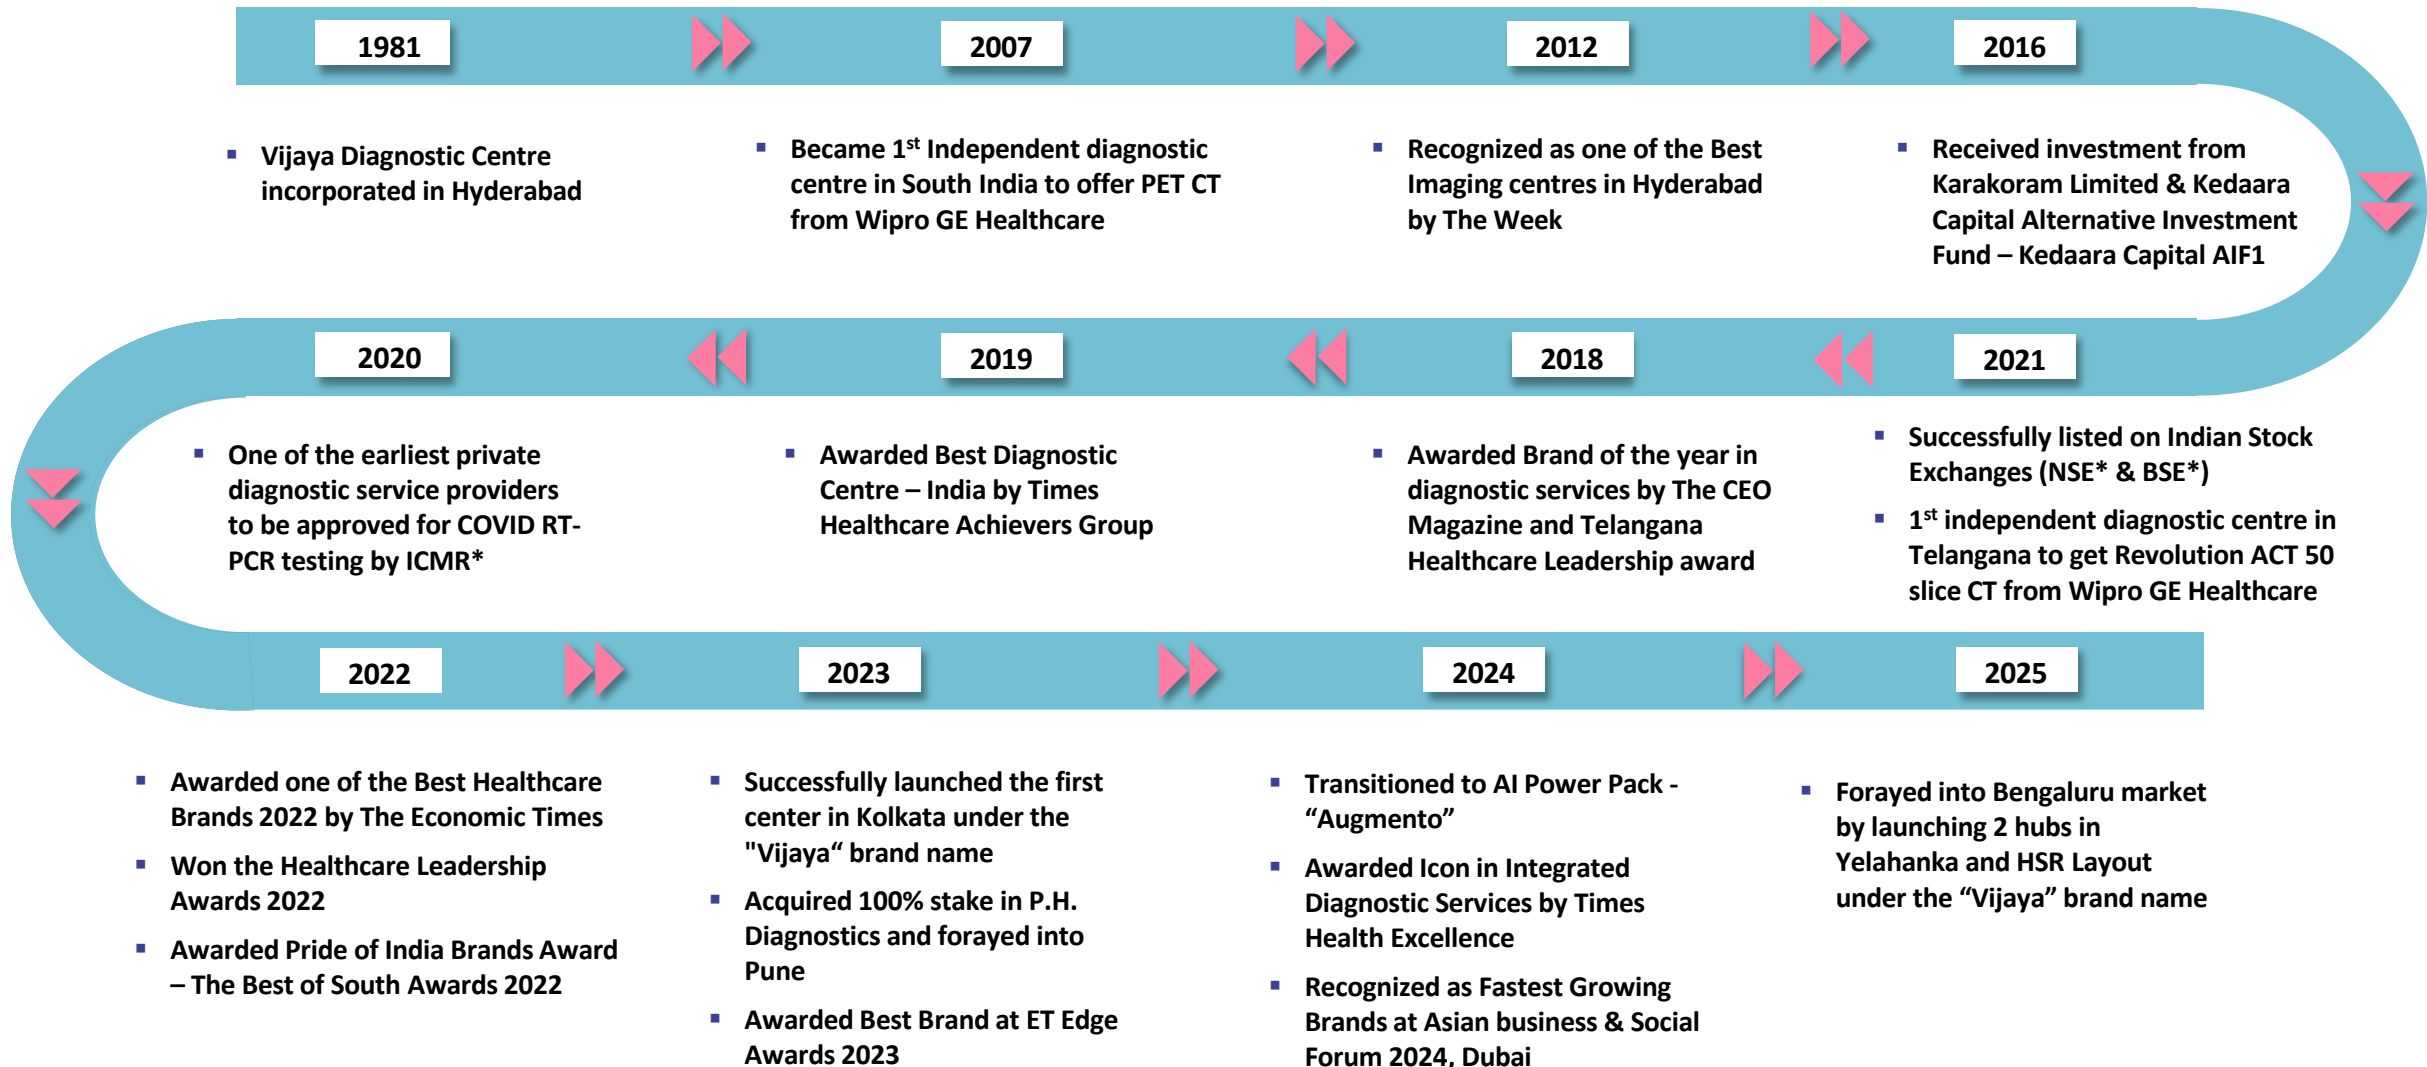 1981
2007
2012
2016
Vijaya Diagnostic Centre
incorporated in Hyderabad
Became 1st Independent diagnostic
centre in South India to offer PET CT
from Wipro GE Healthcare
Recognized as one of the Best
Imaging centres in Hyderabad
by The Week
Received investment from
Karakoram Limited & Kedaara
Capital Alternative Investment
Fund – Kedaara Capital AIF1
2020
2019
2018
2021
One of the earliest private
diagnostic service providers
to be approved for COVID RT-
PCR testing by ICMR*
Awarded Best Diagnostic
Centre – India by Times
Healthcare Achievers Group
Awarded Brand of the year in
diagnostic services by The CEO
Magazine and Telangana
Healthcare Leadership award
Successfully listed on Indian Stock
Exchanges (NSE* & BSE*)
1st independent diagnostic centre in
Telangana to get Revolution ACT 50
slice CT from Wipro GE Healthcare
2022
2023
2024
2025
Awarded one of the Best Healthcare
Brands 2022 by The Economic Times
Won the Healthcare Leadership
Awards 2022
Awarded Pride of India Brands Award
– The Best of South Awards 2022
Successfully launched the first
center in Kolkata under the
"Vijaya“ brand name
Acquired 100% stake in P.H.
Diagnostics and forayed into
Pune
Awarded Best Brand at ET Edge
Awards 2023
Transitioned to AI Power Pack -
“Augmento”
Awarded Icon in Integrated
Diagnostic Services by Times
Health Excellence
Recognized as Fastest Growing
Brands at Asian business & Social
Forum 2024, Dubai
Forayed into Bengaluru market
by launching 2 hubs in
Yelahanka and HSR Layout
under the “Vijaya” brand name